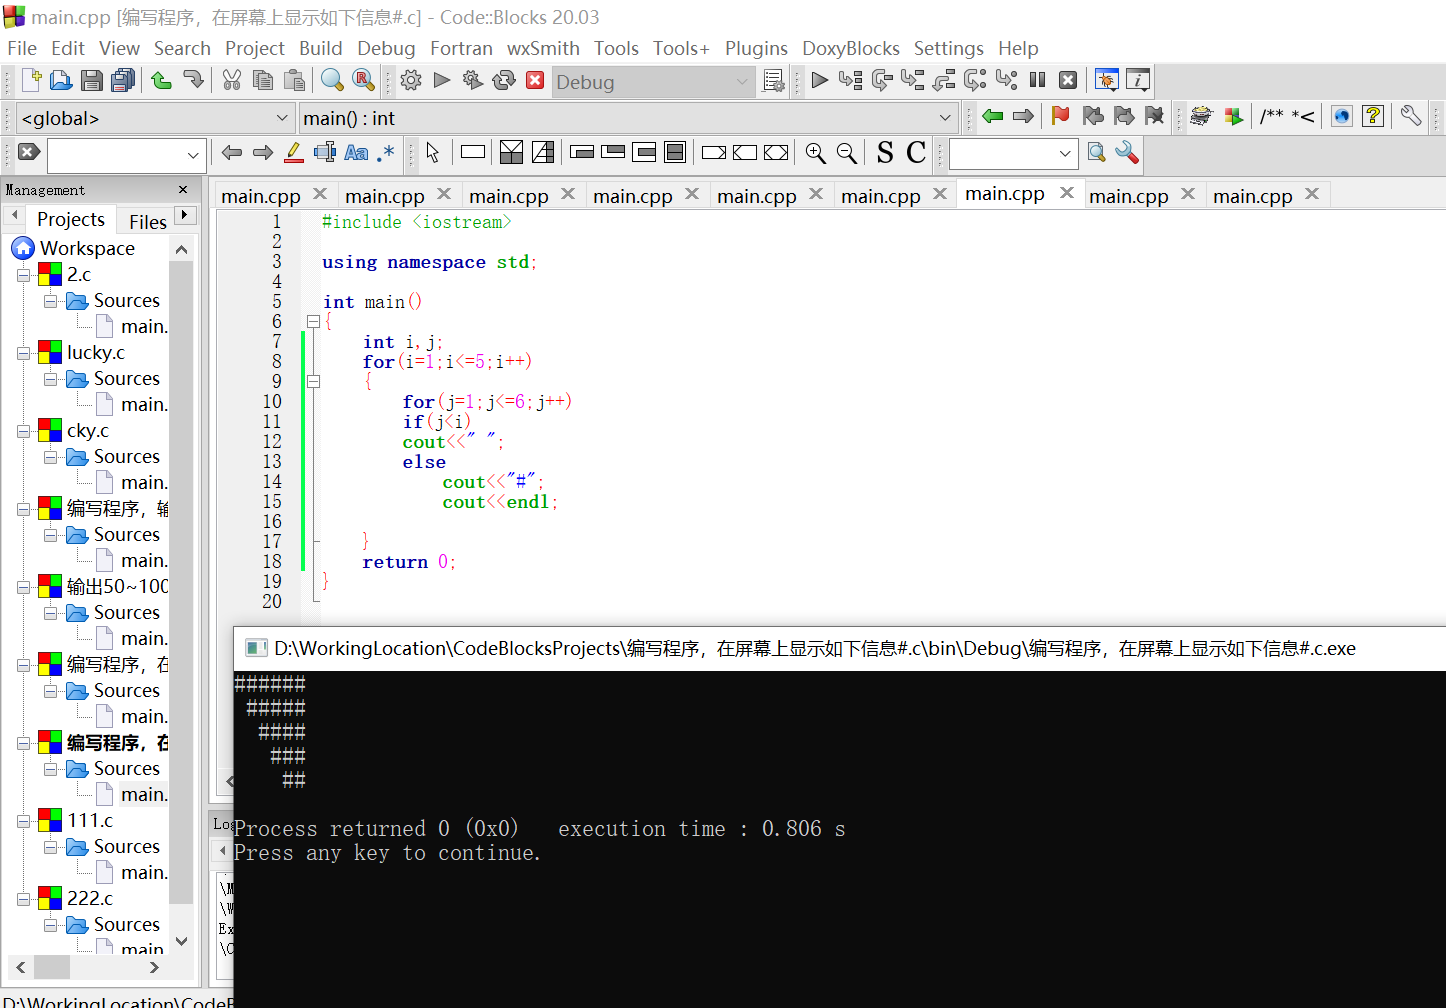 main.cpp [编写程序，在屏幕上显示如下信息#.c] - Code::Blocks 20.03
File Edit View Search Project Build Debug Fortran wxSmith Tools Tools+ Plugins DoxyBlocks Settings Help
Debug
<global> main() : int /** *<
Aa .* S C
Management
main.cpp main.cpp main.cpp main.cpp main.cpp main.cpp main.cpp main.cpp main.cpp
Projects Files
Workspace
2.c
Sources
main.
lucky.c
Sources
main.
cky.c
Sources
main.
编写程序，输
Sources
main.
输出50~100
Sources
main.
编写程序，在
Sources
main.
编写程序，在
Sources
main.
111.c
Sources
main.
222.c
Sources
main
1 #include <iostream>
2
3 using namespace std;
4
5 int main()
6 {
7 int i,j;
8 for(i=1;i<=5;i++)
9 {
10 for(j=1;j<=6;j++)
11 if(j<i)
12 cout<<" ";
13 else
14 cout<<"#";
15 cout<<endl;
16
17 }
18 return 0;
19 }
20
D:\WorkingLocation\CodeBlocksProjects\编写程序，在屏幕上显示如下信息#.c\bin\Debug\编写程序，在屏幕上显示如下信息#.c.exe
######
#####
####
###
##
Process returned 0 (0x0) execution time : 0.806 s
Press any key to continue.
Lo
\M
\W
Ex
\C
D:\WorkingLocation\CodeB